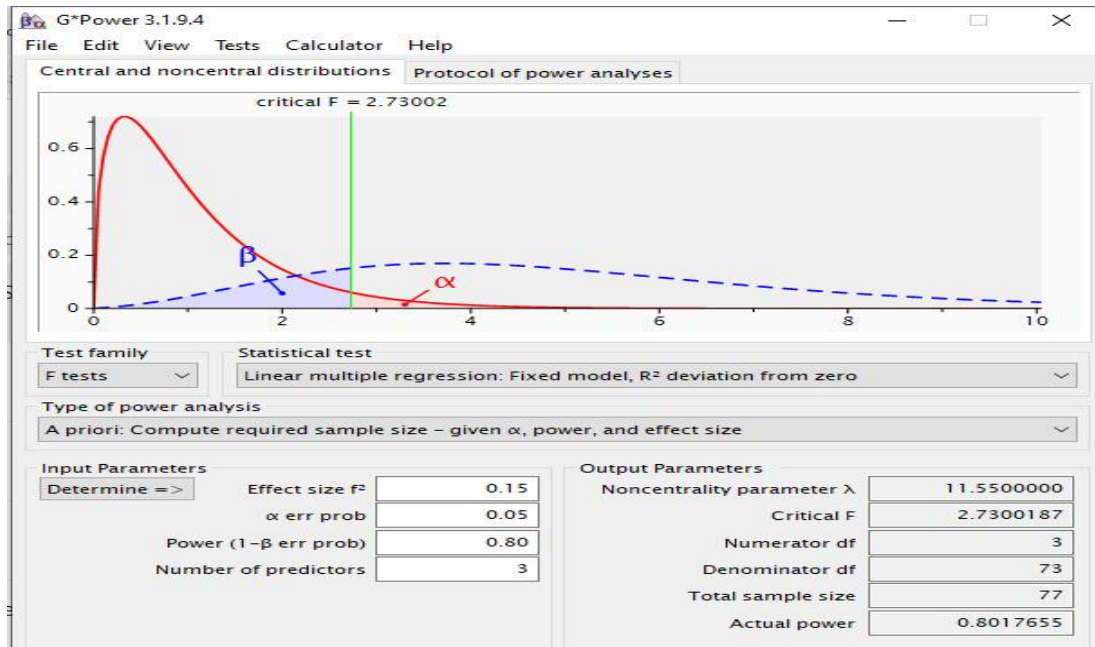 G*Power 3.1.9.4
File Edit View Tests Calculator Help
Central and noncentral distributions Protocol of power analyses
critical F = 2.73002
0.6
0.4
0.2
0
β
α
0 2 4 6 8 10
Test family Statistical test
F tests Linear multiple regression: Fixed model, R² deviation from zero
Type of power analysis
A priori: Compute required sample size – given α, power, and effect size
Input Parameters Output Parameters
Determine => Effect size f² 0.15 Noncentrality parameter λ 11.5500000
α err prob 0.05 Critical F 2.7300187
Power (1-β err prob) 0.80 Numerator df 3
Number of predictors 3 Denominator df 73
Total sample size 77
Actual power 0.8017655